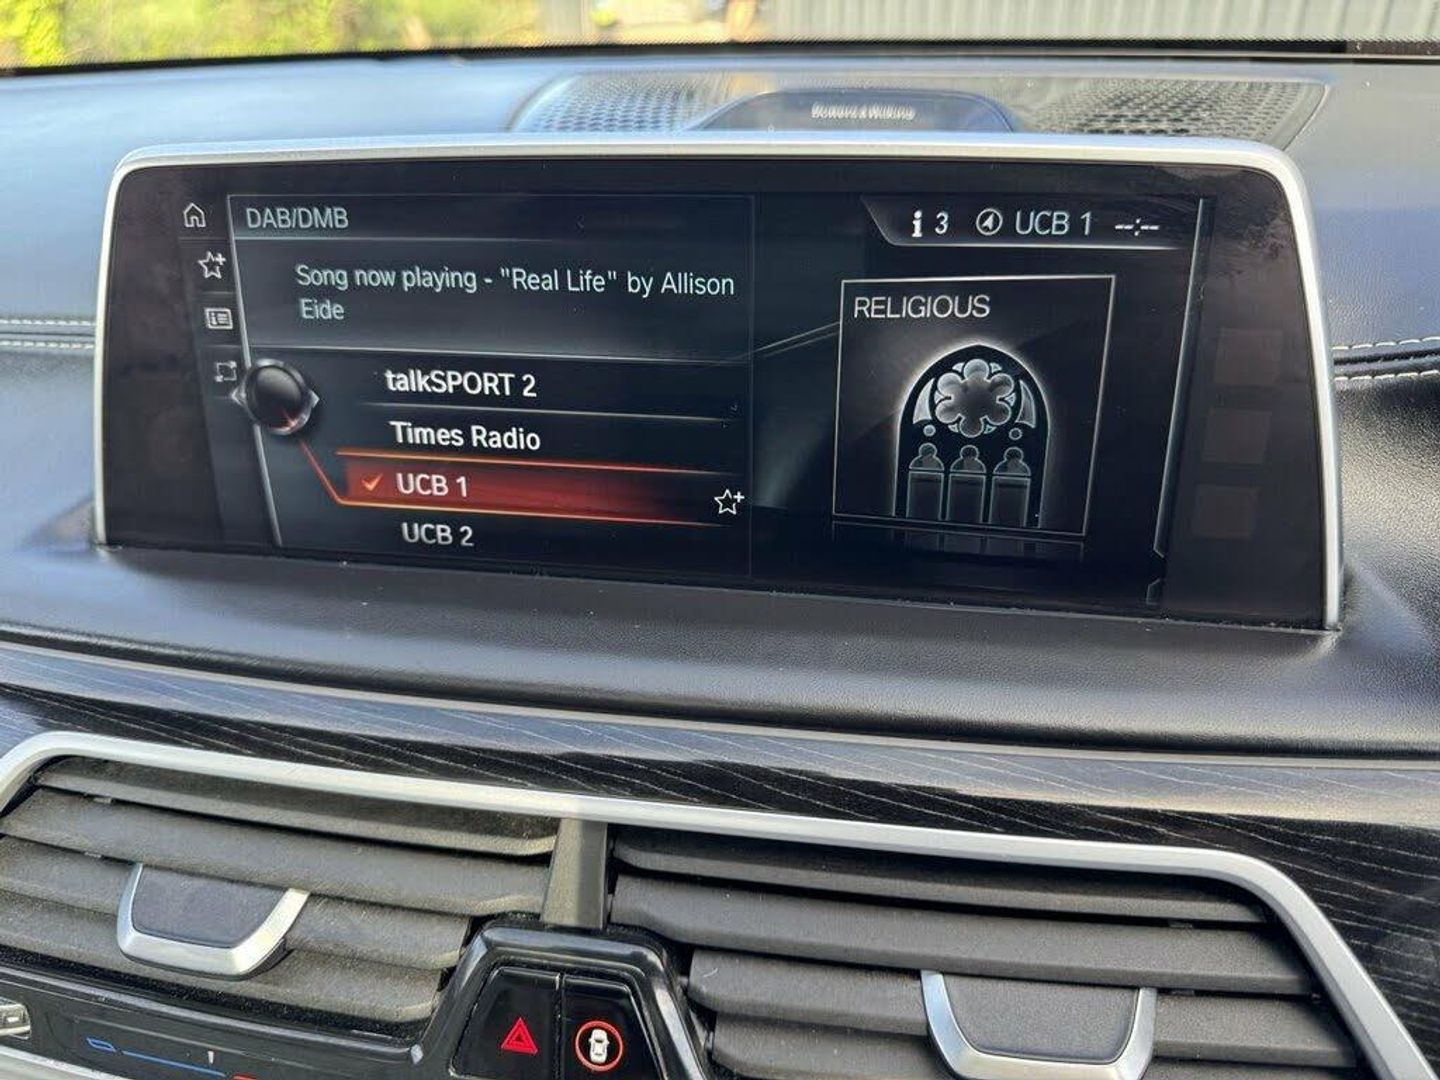 Bowers & Wilkins
DAB/DMB
3 UCB 1 --:--
Song now playing - "Real Life" by Allison
Eide
RELIGIOUS
talkSPORT 2
Times Radio
UCB 1
UCB 2